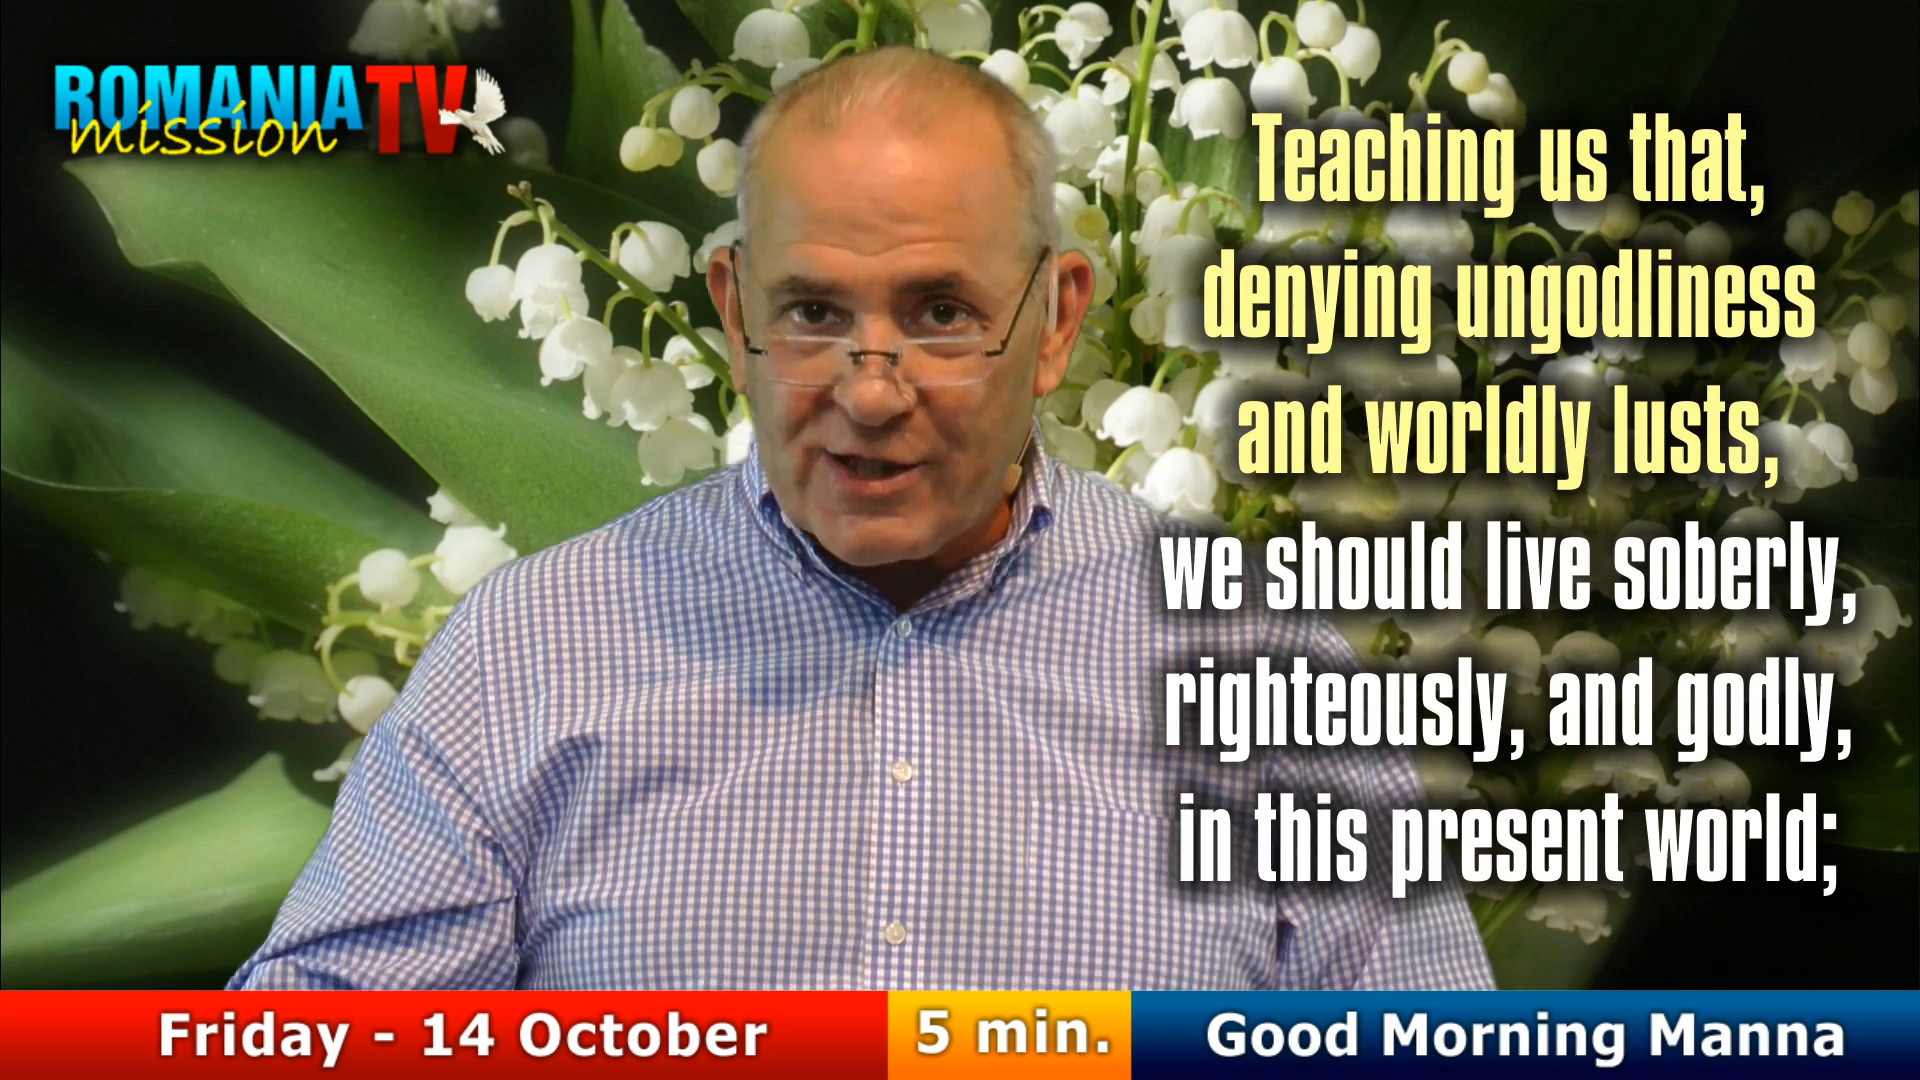 ROMANIA TV
mission
Teaching us that,
denying ungodliness
and worldly lusts,
we should live soberly,
righteously, and godly,
in this present world;
Friday - 14 October
5 min.
Good Morning Manna